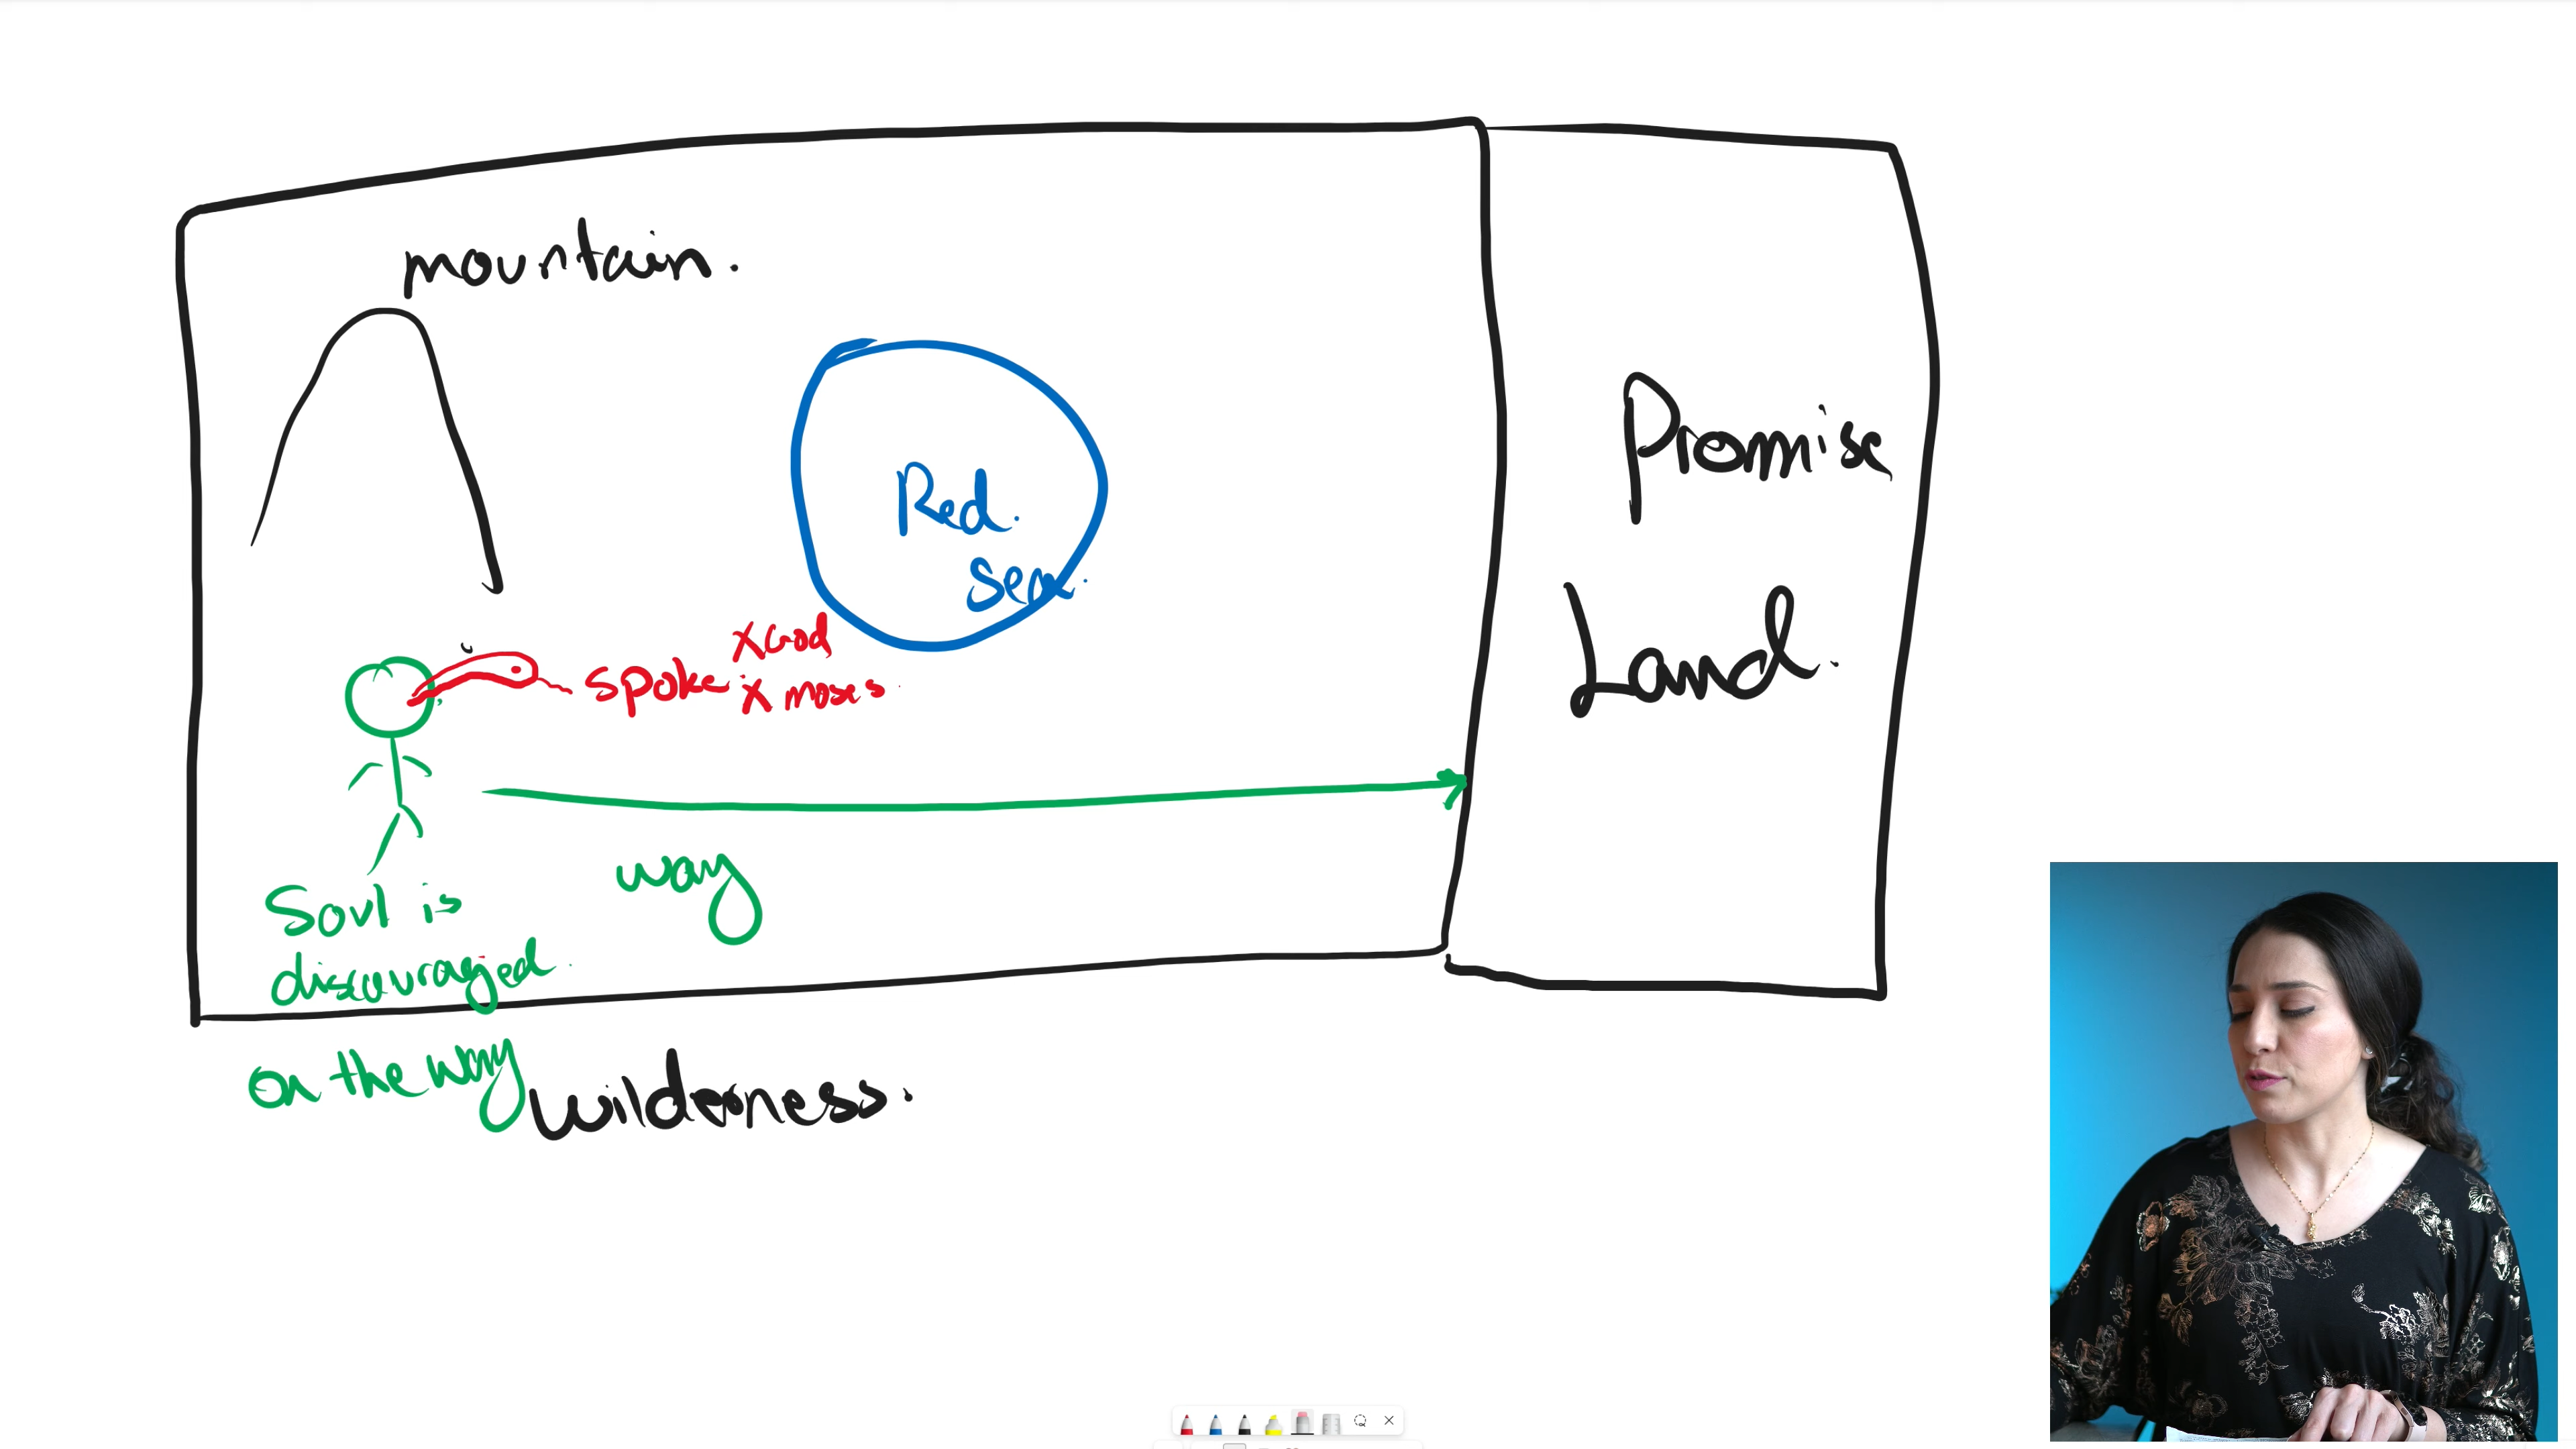 mountain.
Red.
Sea.
Promise
Land.
spoke x God
x moses
way
Soul is
discouraged.
on the way
wilderness.